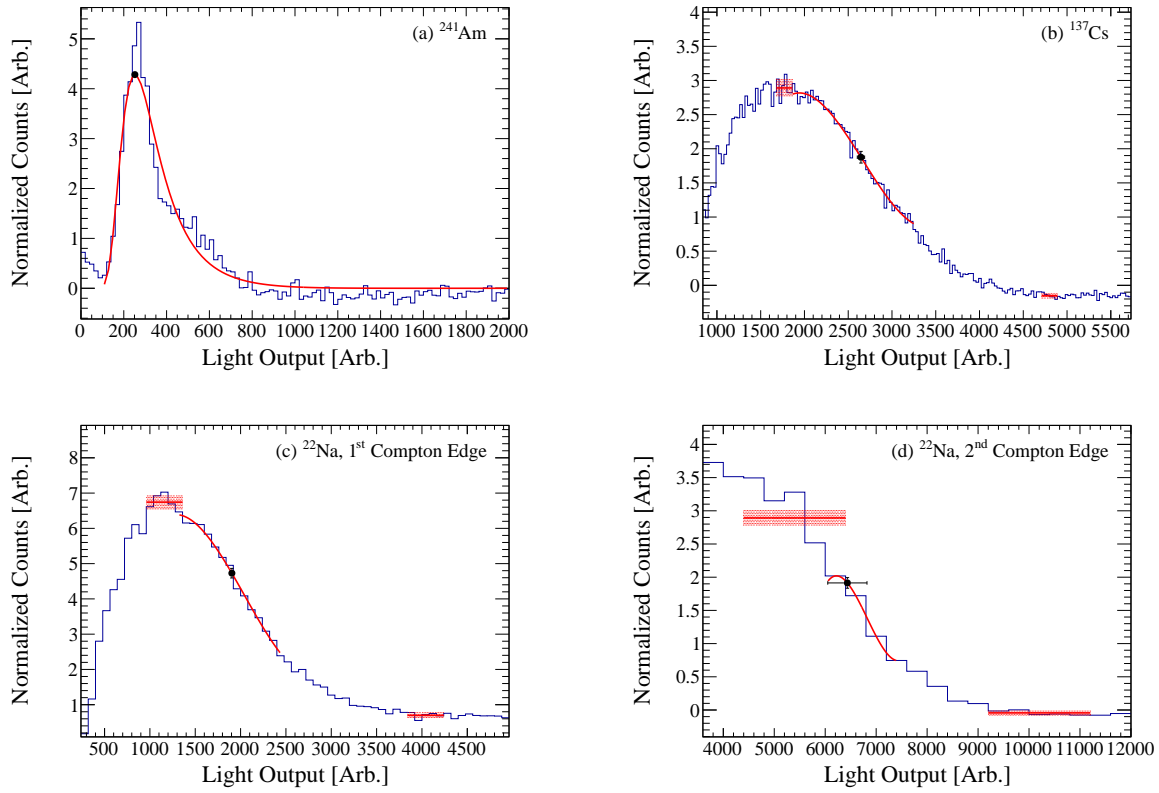 (a) ²⁴¹Am
Normalized Counts [Arb.]
5
4
3
2
1
0
0 200 400 600 800 1000 1200 1400 1600 1800 2000
Light Output [Arb.]
(b) ¹³⁷Cs
Normalized Counts [Arb.]
4
3.5
3
2.5
2
1.5
1
0.5
0
1000 1500 2000 2500 3000 3500 4000 4500 5000 5500
Light Output [Arb.]
(c) ²²Na, 1ˢᵗ Compton Edge
Normalized Counts [Arb.]
8
7
6
5
4
3
2
1
500 1000 1500 2000 2500 3000 3500 4000 4500
Light Output [Arb.]
(d) ²²Na, 2ⁿᵈ Compton Edge
Normalized Counts [Arb.]
4
3.5
3
2.5
2
1.5
1
0.5
0
4000 5000 6000 7000 8000 9000 10000 11000 12000
Light Output [Arb.]